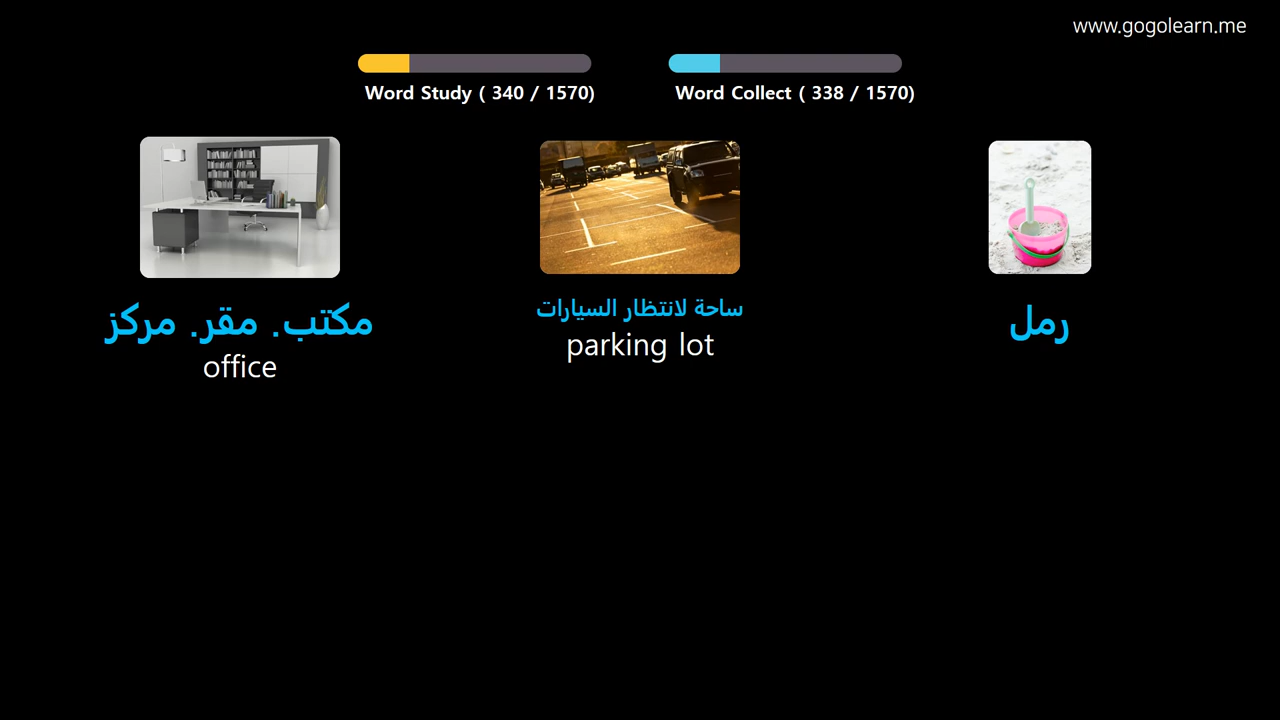 www.gogolearn.me
Word Study ( 340 / 1570)
Word Collect ( 338 / 1570)
مكتب. مقر. مركز
office
ساحة لانتظار السيارات
parking lot
رمل